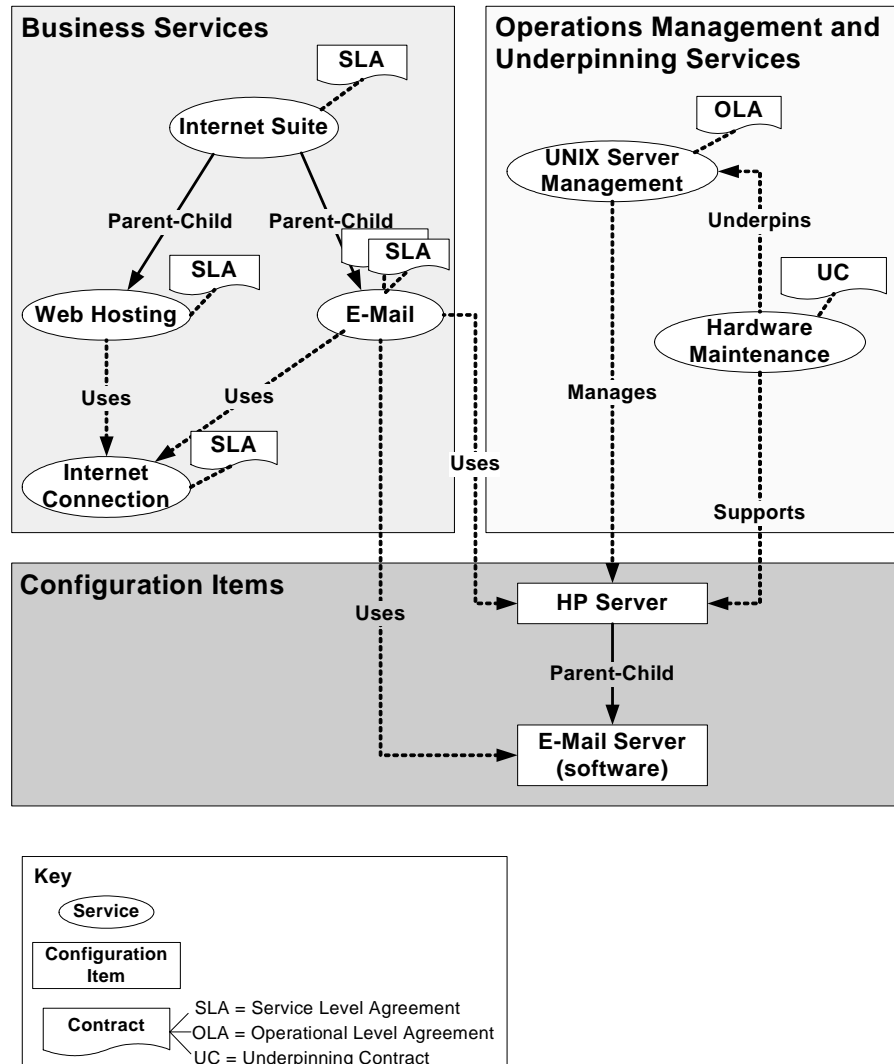 Business Services
SLA
Internet Suite
Parent-Child
Parent-Child
SLA
SLA
Web Hosting
E-Mail
Uses
Uses
SLA
Internet
Connection
Uses
Operations Management and
Underpinning Services
OLA
UNIX Server
Management
Underpins
UC
Hardware
Maintenance
Manages
Supports
Configuration Items
HP Server
Uses
Parent-Child
E-Mail Server
(software)
Key
Service
Configuration
Item
Contract
SLA = Service Level Agreement
OLA = Operational Level Agreement
UC = Underpinning Contract